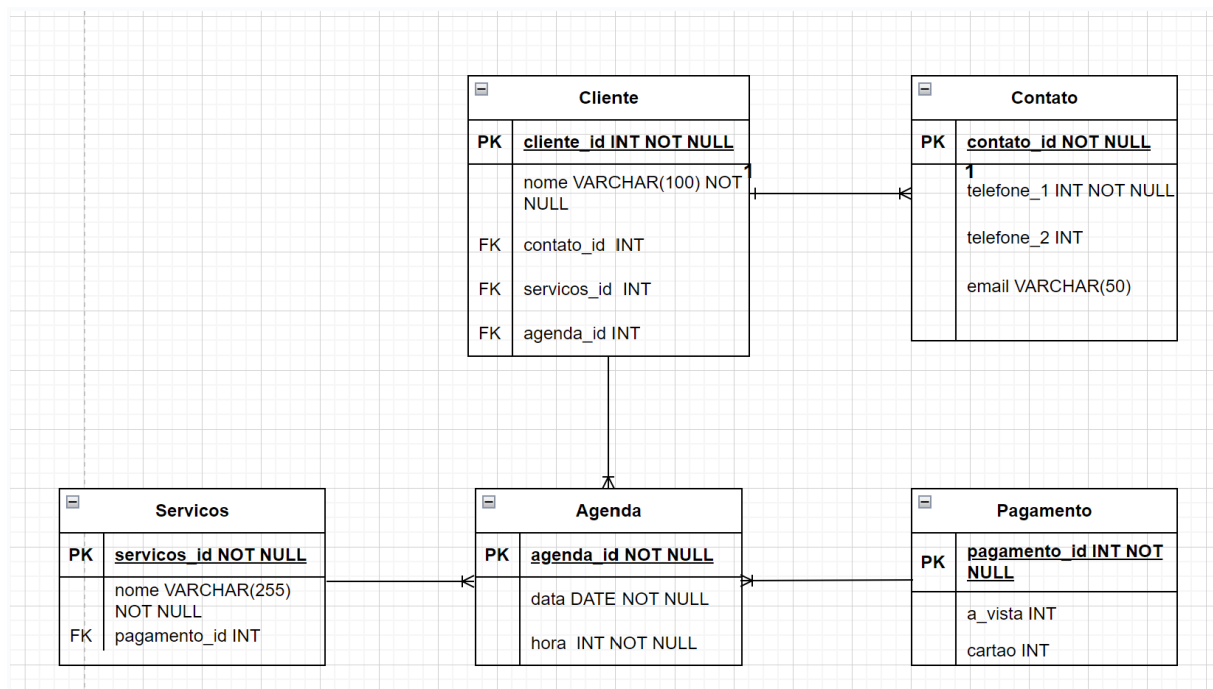 Cliente
PK cliente_id INT NOT NULL
nome VARCHAR(100) NOT
NULL
FK contato_id INT
FK servicos_id INT
FK agenda_id INT
1
Contato
PK contato_id NOT NULL
1
telefone_1 INT NOT NULL
telefone_2 INT
email VARCHAR(50)
Servicos
PK servicos_id NOT NULL
nome VARCHAR(255)
NOT NULL
FK pagamento_id INT
Agenda
PK agenda_id NOT NULL
data DATE NOT NULL
hora INT NOT NULL
Pagamento
PK pagamento_id INT NOT
NULL
a_vista INT
cartao INT